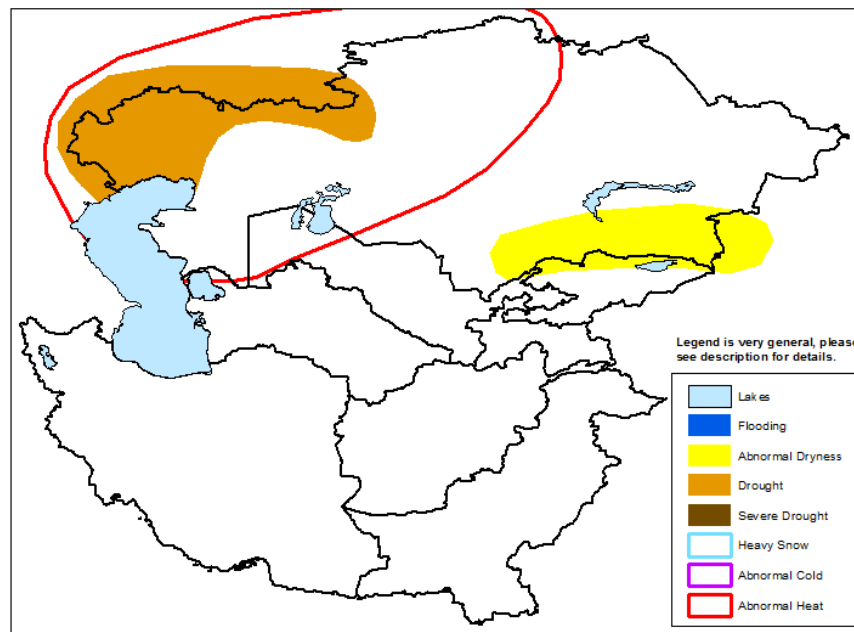 Legend is very general, please
see description for details.
Lakes
Flooding
Abnormal Dryness
Drought
Severe Drought
Heavy Snow
Abnormal Cold
Abnormal Heat